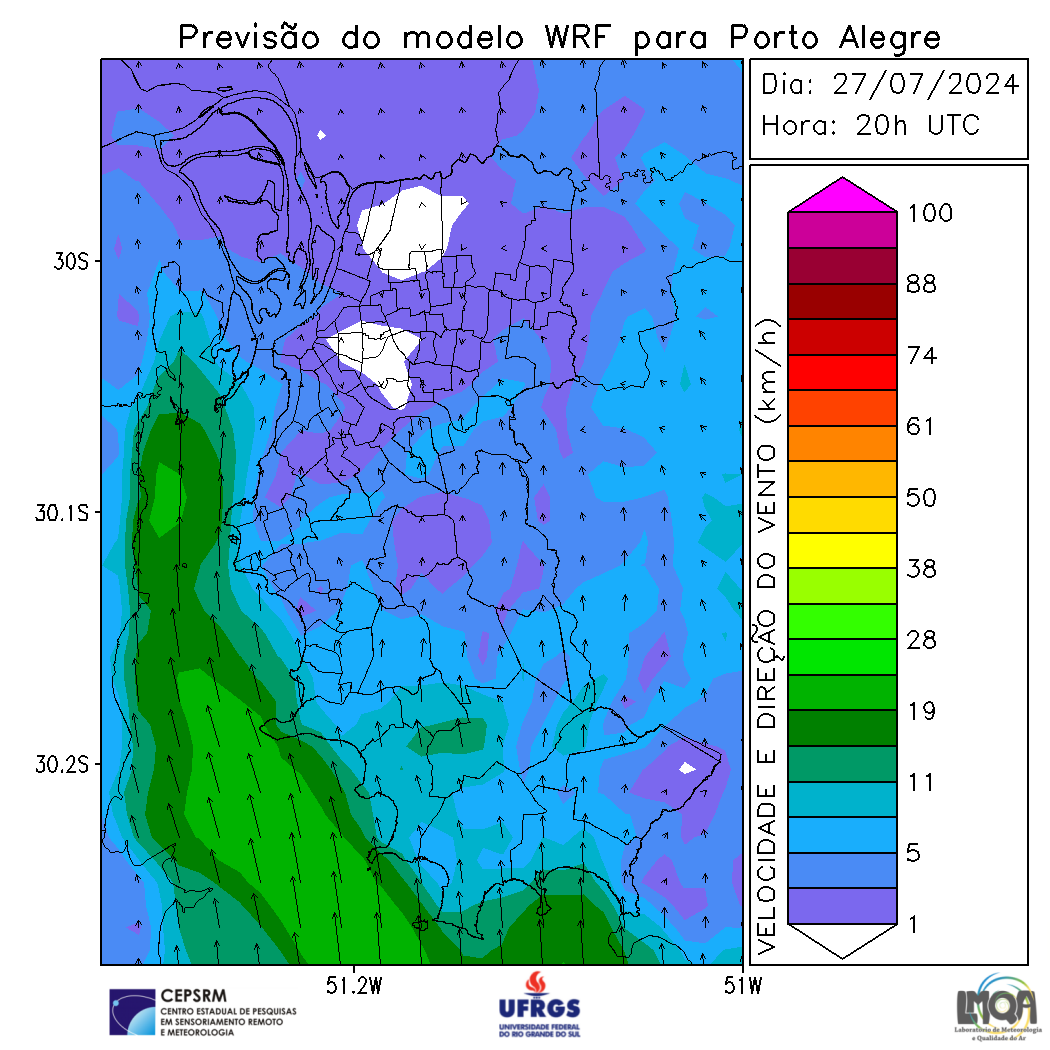 Previsão do modelo WRF para Porto Alegre
Dia: 27/07/2024
Hora: 20h UTC
30S
30.1S
30.2S
51.2W
51W
VELOCIDADE E DIREÇÃO DO VENTO (km/h)
100
88
74
61
50
38
28
19
11
5
1
CEPSRM
CENTRO ESTADUAL DE PESQUISAS
EM SENSORIAMENTO REMOTO
E METEOROLOGIA
UFRGS
UNIVERSIDADE FEDERAL
DO RIO GRANDE DO SUL
LMQA
Laboratório de Meteorologia
e Qualidade do Ar